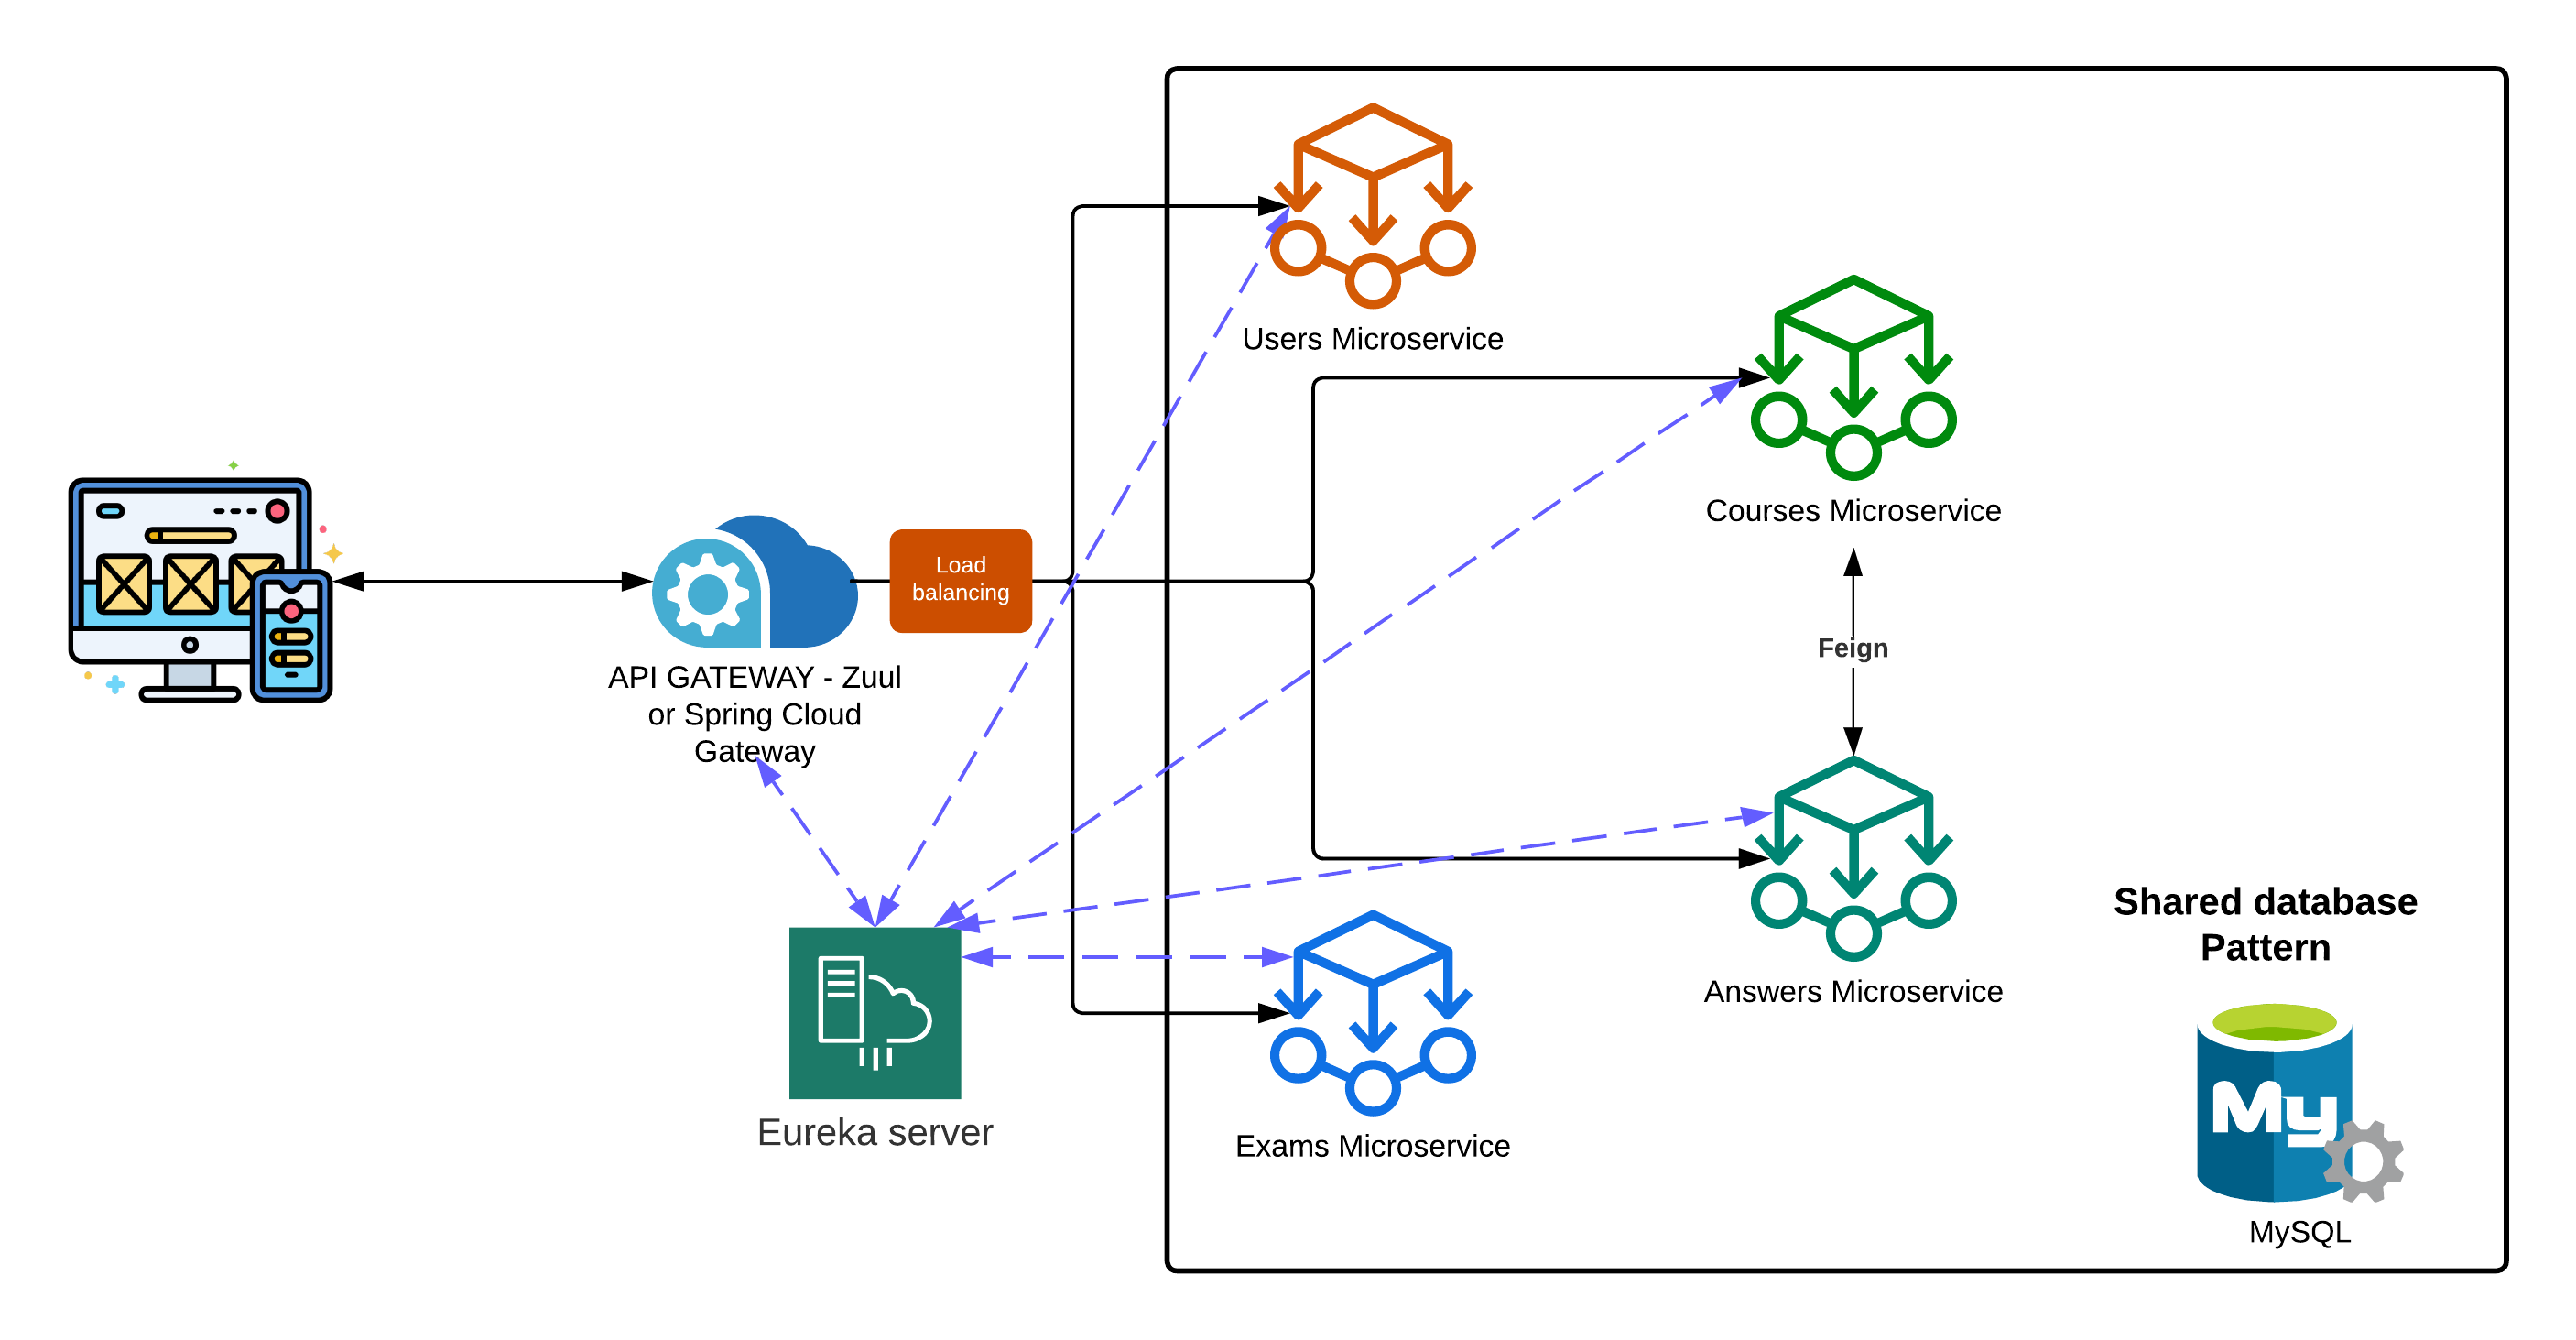 Users Microservice
Courses Microservice
Load
balancing
API GATEWAY - Zuul
or Spring Cloud
Gateway
Feign
Shared database
Pattern
Answers Microservice
My
Eureka server
Exams Microservice
MySQL